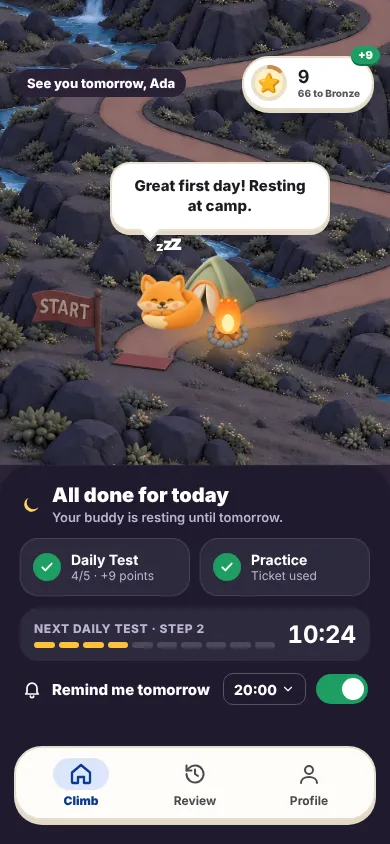 +9
See you tomorrow, Ada
9
66 to Bronze
Great first day! Resting
at camp.
zzZ
START
All done for today
Your buddy is resting until tomorrow.
Daily Test
4/5 · +9 points
Practice
Ticket used
NEXT DAILY TEST · STEP 2
10:24
Remind me tomorrow
20:00
Climb
Review
Profile